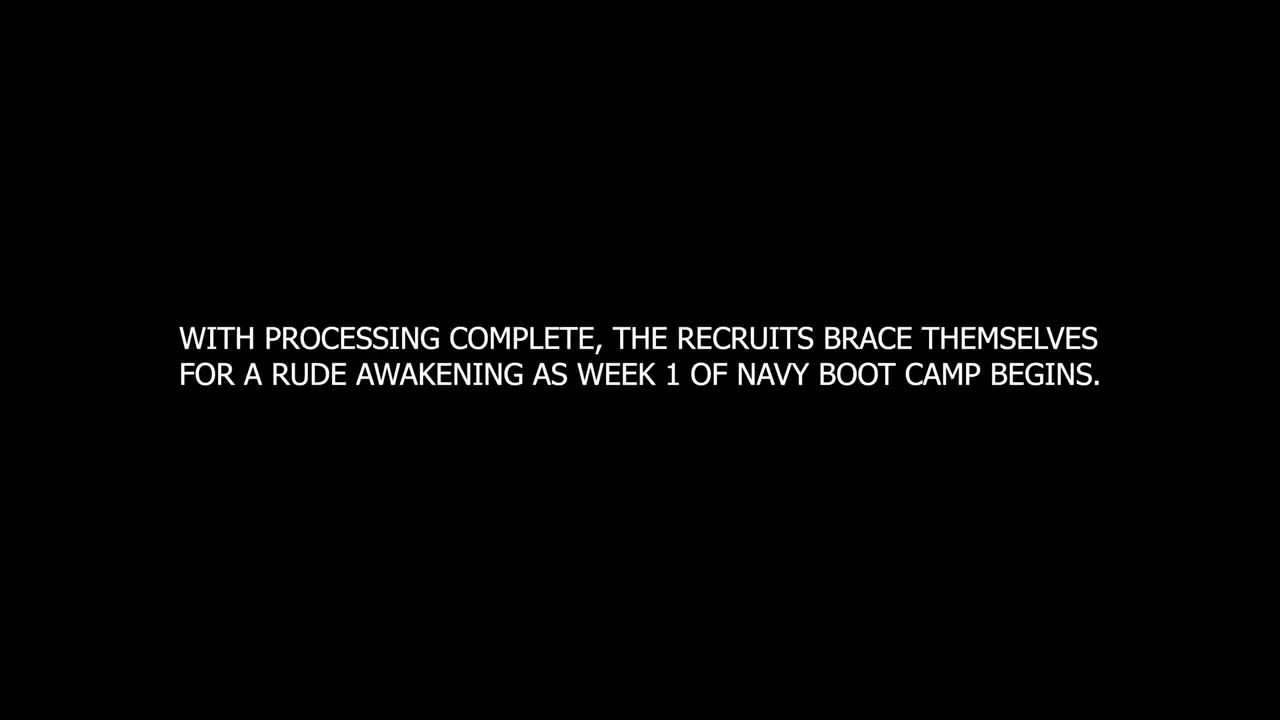 WITH PROCESSING COMPLETE, THE RECRUITS BRACE THEMSELVES
FOR A RUDE AWAKENING AS WEEK 1 OF NAVY BOOT CAMP BEGINS.